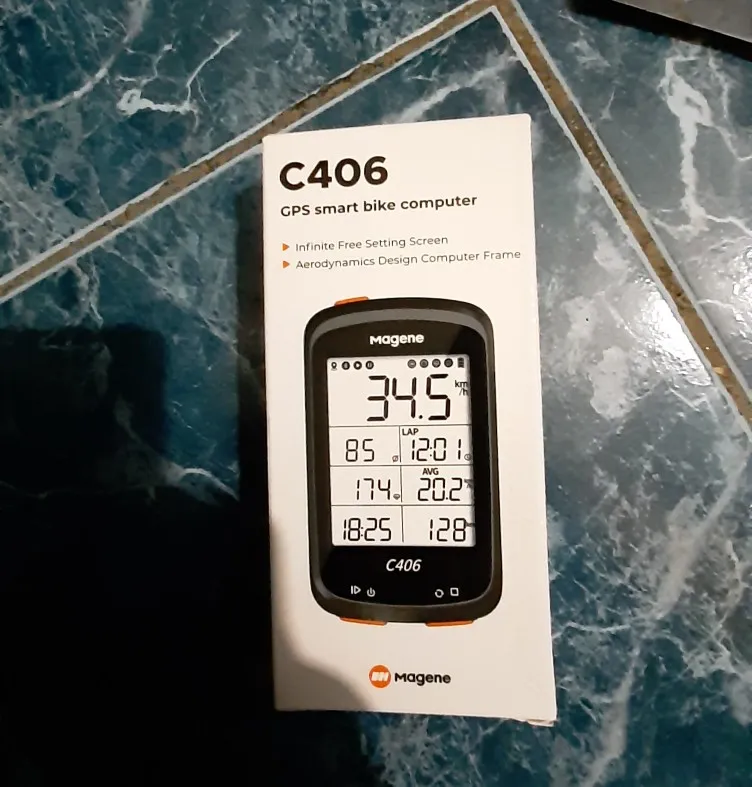 C406
GPS smart bike computer
Infinite Free Setting Screen
Aerodynamics Design Computer Frame
Magene
34.5 km/h
85 LAP 12:01
174 AVG 20.2
18:25 128
C406
Magene